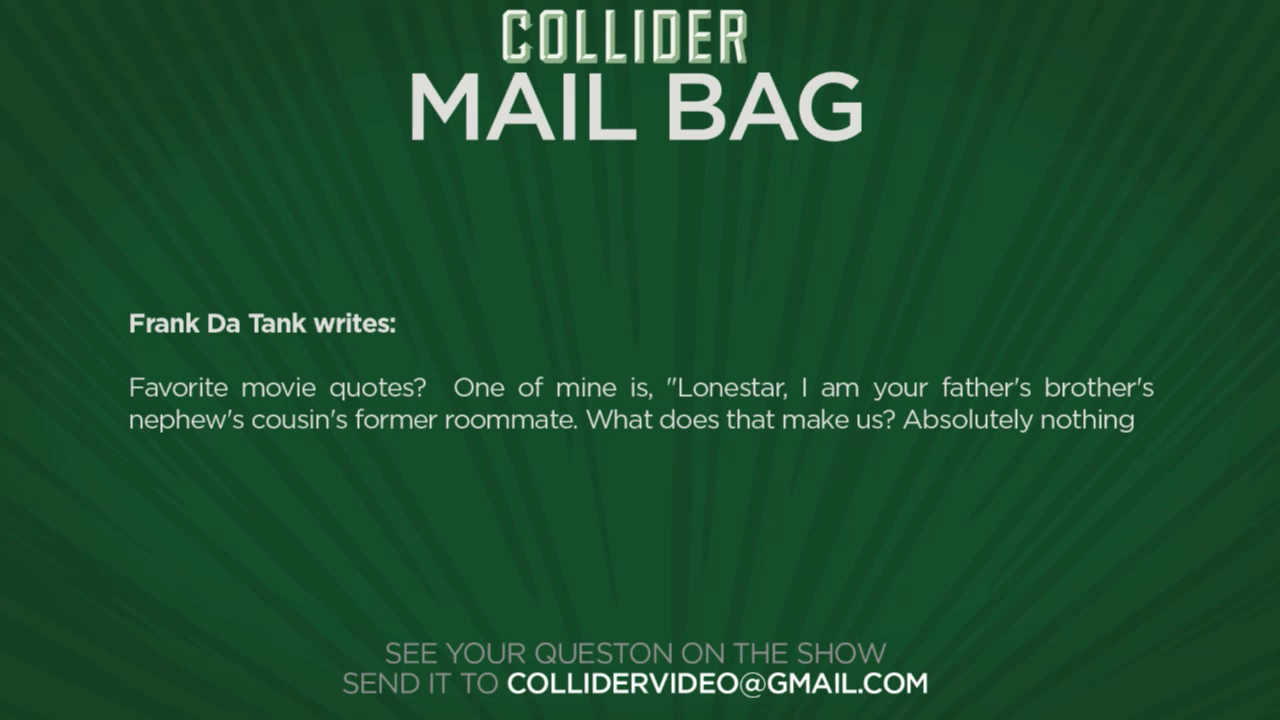 COLLIDER
MAIL BAG
Frank Da Tank writes:
Favorite movie quotes? One of mine is, "Lonestar, I am your father's brother's
nephew's cousin's former roommate. What does that make us? Absolutely nothing
SEE YOUR QUESTON ON THE SHOW
SEND IT TO COLLIDERVIDEO@GMAIL.COM